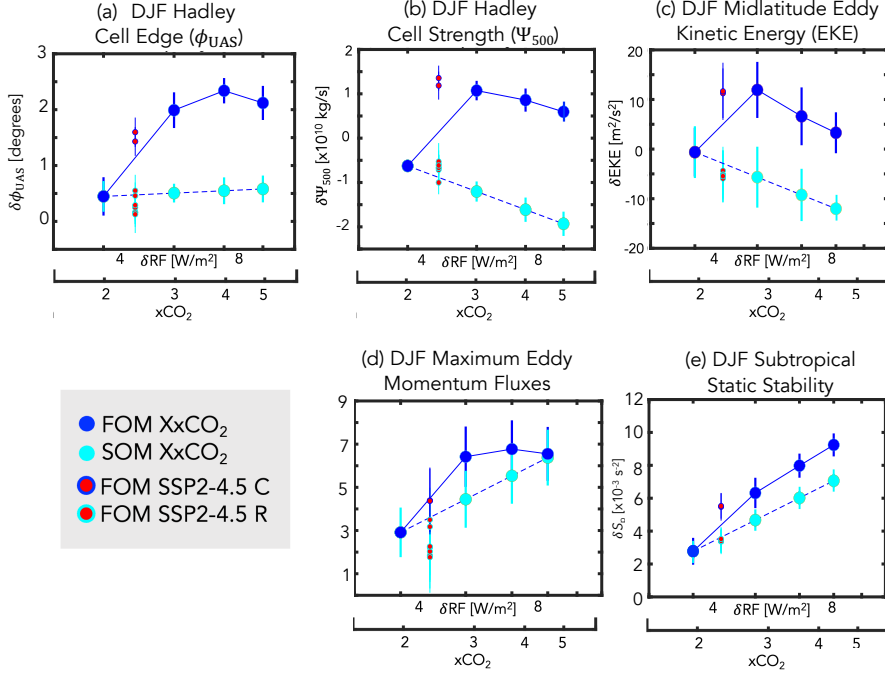 (a) DJF Hadley
Cell Edge (ϕUAS)
3
2
1
0
δϕUAS [degrees]
4 δRF [W/m²] 8
2 3 4 5
xCO₂
(b) DJF Hadley
Cell Strength (Ψ500)
2
1
0
-1
-2
δΨ500 [x10¹⁰ kg/s]
4 δRF [W/m²] 8
2 3 4 5
xCO₂
(c) DJF Midlatitude Eddy
Kinetic Energy (EKE)
20
10
0
-10
-20
δEKE [m²/s²]
4 δRF [W/m²] 8
2 3 4 5
xCO₂
FOM XxCO₂
SOM XxCO₂
FOM SSP2-4.5 C
FOM SSP2-4.5 R
(d) DJF Maximum Eddy
Momentum Fluxes
9
7
5
3
1
4 δRF [W/m²] 8
2 3 4 5
xCO₂
(e) DJF Subtropical
Static Stability
12
10
8
6
4
2
0
[x10⁻³ s⁻²]
4 δRF [W/m²] 8
2 3 4 5
xCO₂